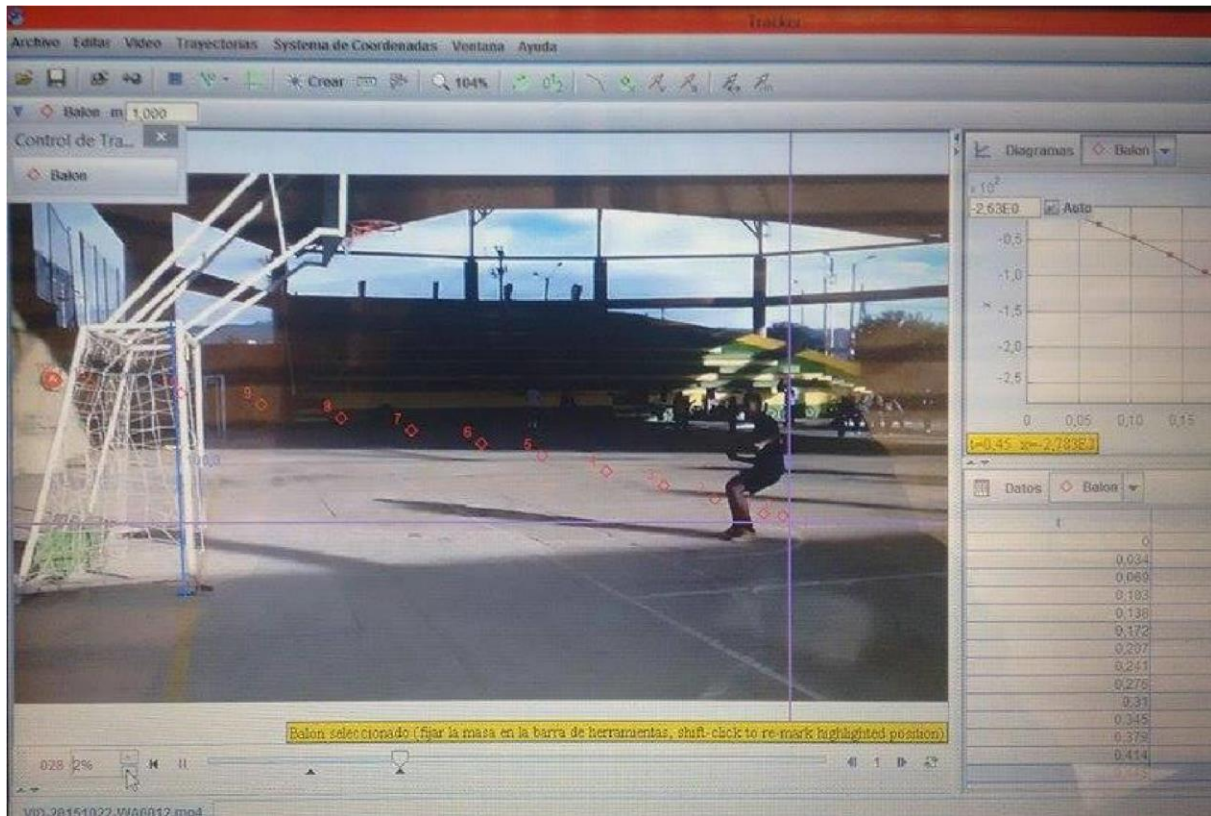 Tracker
Archivo Editar Video Trayectorias Systema de Coordenadas Ventana Ayuda
Crear 104%
Balon m 1,000
Control de Tra...
Balon
Diagramas Balon
x 10²
-2,63E0 Auto
-0,5
-1,0
-1,5
x
-2,0
-2,5
0 0,05 0,10 0,15
t=0,45
9
8
7
6
5
100,0
Datos Balon
t
0
0,034
0,069
0,103
0,138
0,172
0,207
0,241
0,276
0,31
0,345
0,379
0,414
Balon seleccionado (fijar la masa en la barra de herramientas, shift-click to re-mark highlighted position)
028 2% 1